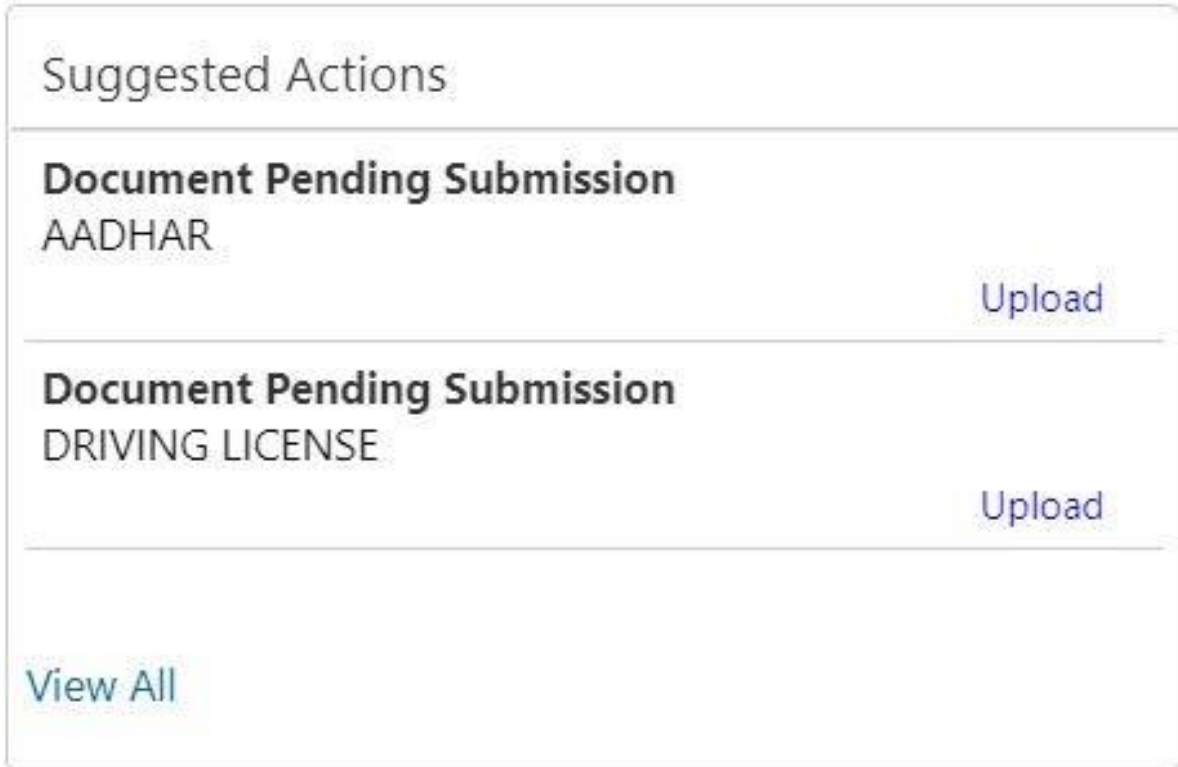 Suggested Actions
Document Pending Submission
AADHAR
Upload
Document Pending Submission
DRIVING LICENSE
Upload
View All